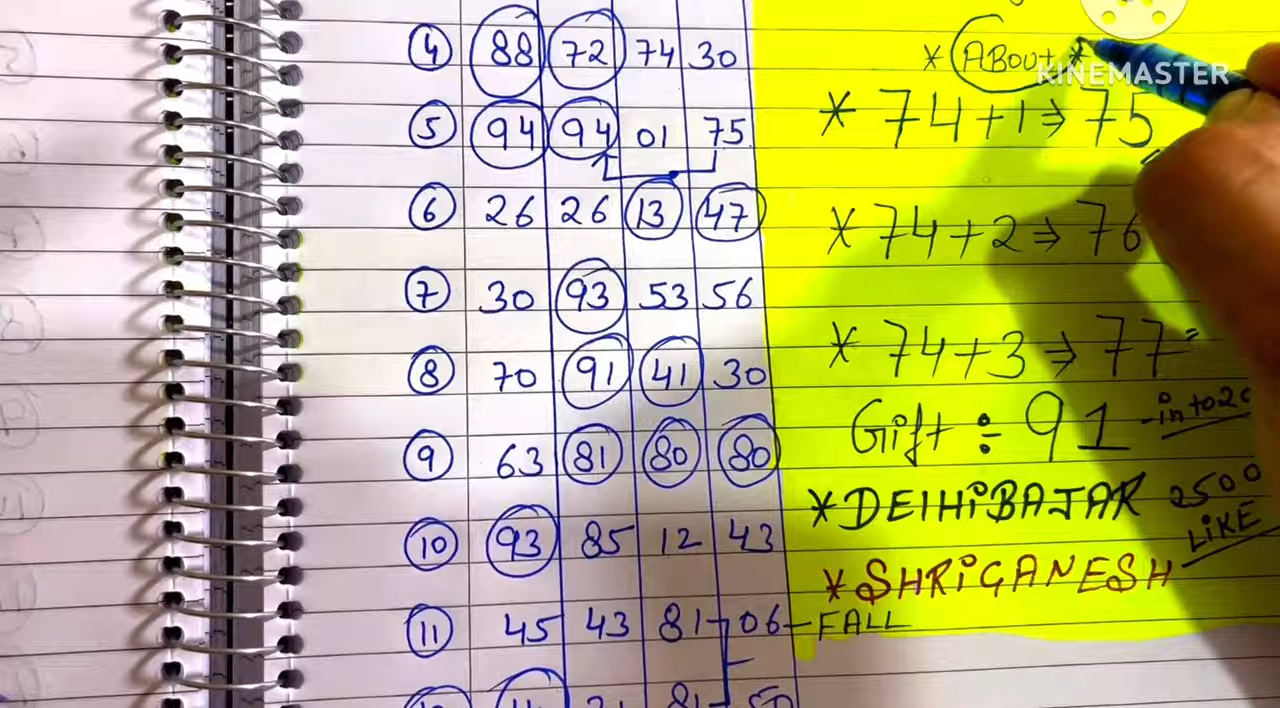 4 88 72 74 30
5 94 94 01 75
6 26 26 13 47
7 30 93 53 56
8 70 91 41 30
9 63 81 80 80
10 93 85 12 43
11 45 43 81 06 - FALL
81
* ABOUT *
KINEMASTER
* 74+1 ⇒ 75
* 74+2 ⇒ 76
* 74+3 ⇒ 77 =
Gift ÷ 91
* DElHiBAJAR 2500
LiKE
* SHRiGANESH